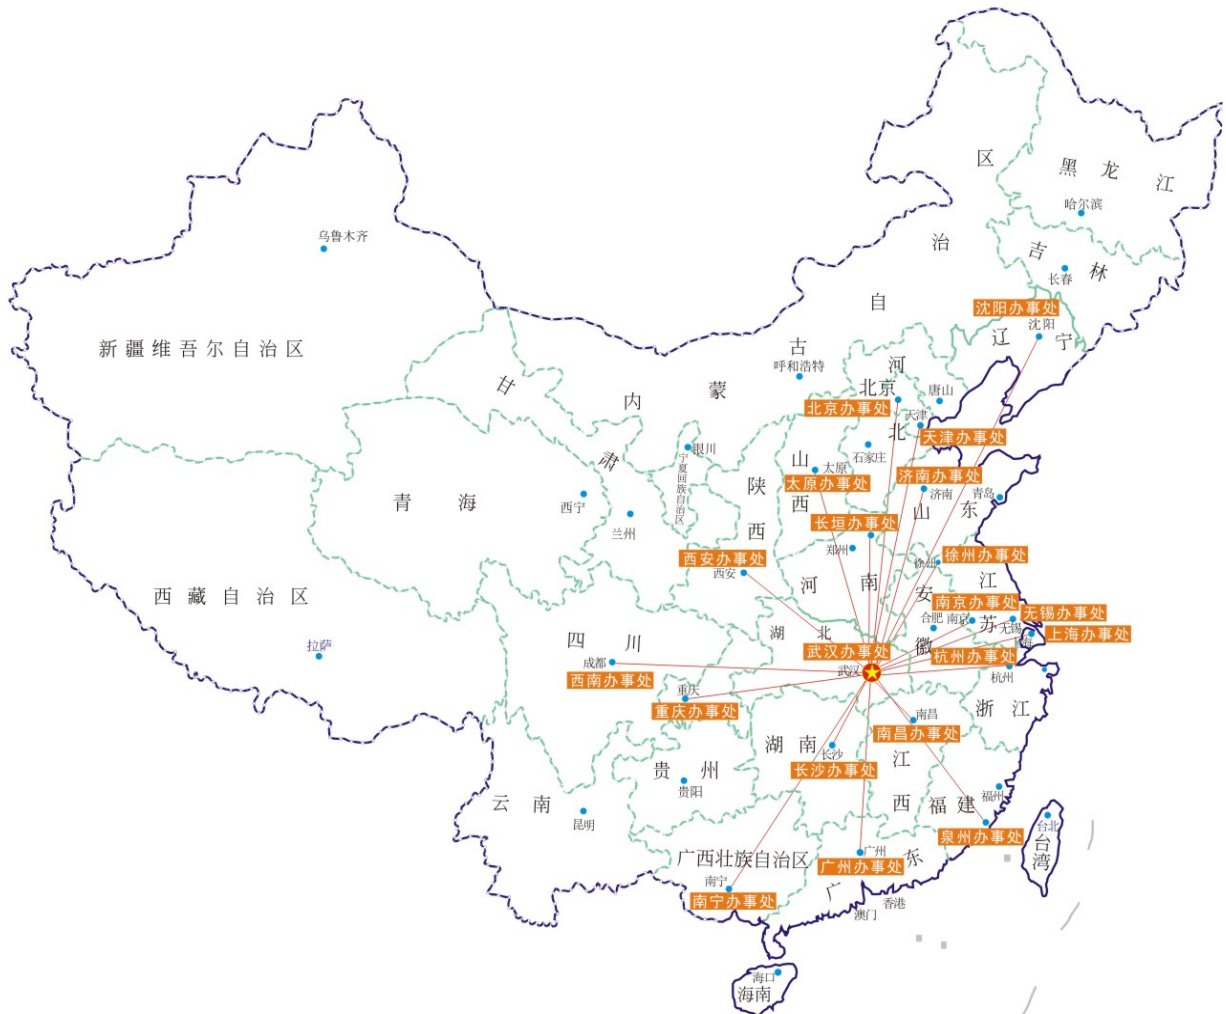 区
黑龙江
哈尔滨
乌鲁木齐
治
吉林
长春
自
沈阳办事处
沈阳
辽宁
新疆维吾尔自治区
古
呼和浩特
河
北京
唐山
甘
内蒙
北京办事处
天津
北
天津办事处
银川
石家庄
肃
宁夏回族自治区
山
太原
太原办事处
济南办事处
陕
济南
青岛
青海
西宁
西
山东
兰州
西
长垣办事处
郑州
西安办事处
西安
徐州办事处
徐州
河南
江
西藏自治区
安
南京办事处
无锡办事处
合肥
南京
苏
无锡
上海办事处
四川
湖北
徽
拉萨
成都
武汉办事处
杭州办事处
西南办事处
武汉
杭州
重庆
重庆办事处
浙江
南昌
南昌办事处
湖南
长沙
江
长沙办事处
贵州
贵阳
云南
西
福建
福州
昆明
泉州办事处
台北
台湾
广西壮族自治区
广州
东
广州办事处
南宁
南宁办事处
广
香港
澳门
海口
海南